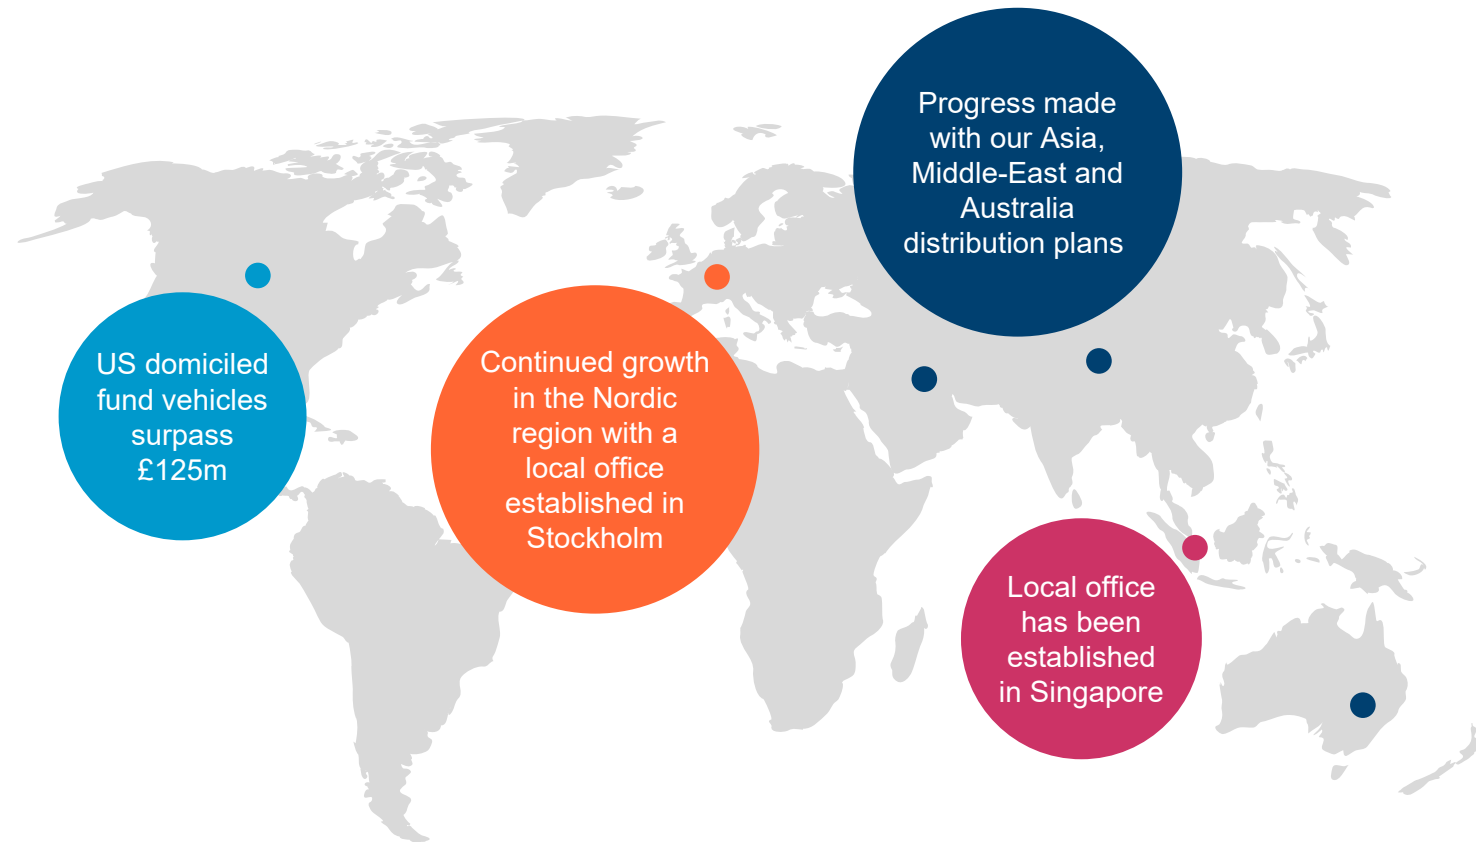 Progress made
with our Asia,
Middle-East and
Australia
distribution plans
US domiciled
fund vehicles
surpass
£125m
Continued growth
in the Nordic
region with a
local office
established in
Stockholm
Local office
has been
established
in Singapore